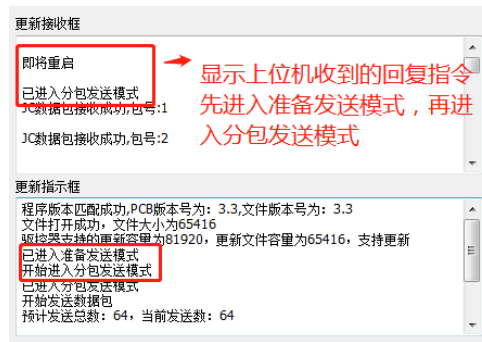 更新接收框
即将重启
已进入分包发送模式
JC数据包接收成功,包号:1
JC数据包接收成功,包号:2
显示上位机收到的回复指令
先进入准备发送模式，再进
入分包发送模式
更新指示框
程序版本匹配成功,PCB版本号为：3.3,文件版本号为：3.3
文件打开成功，文件大小为65416
驱控器支持的更新容量为81920，更新文件容量为65416，支持更新
已进入准备发送模式
开始进入分包发送模式
已进入分包发送模式
开始发送数据包
预计发送总数：64，当前发送数：64